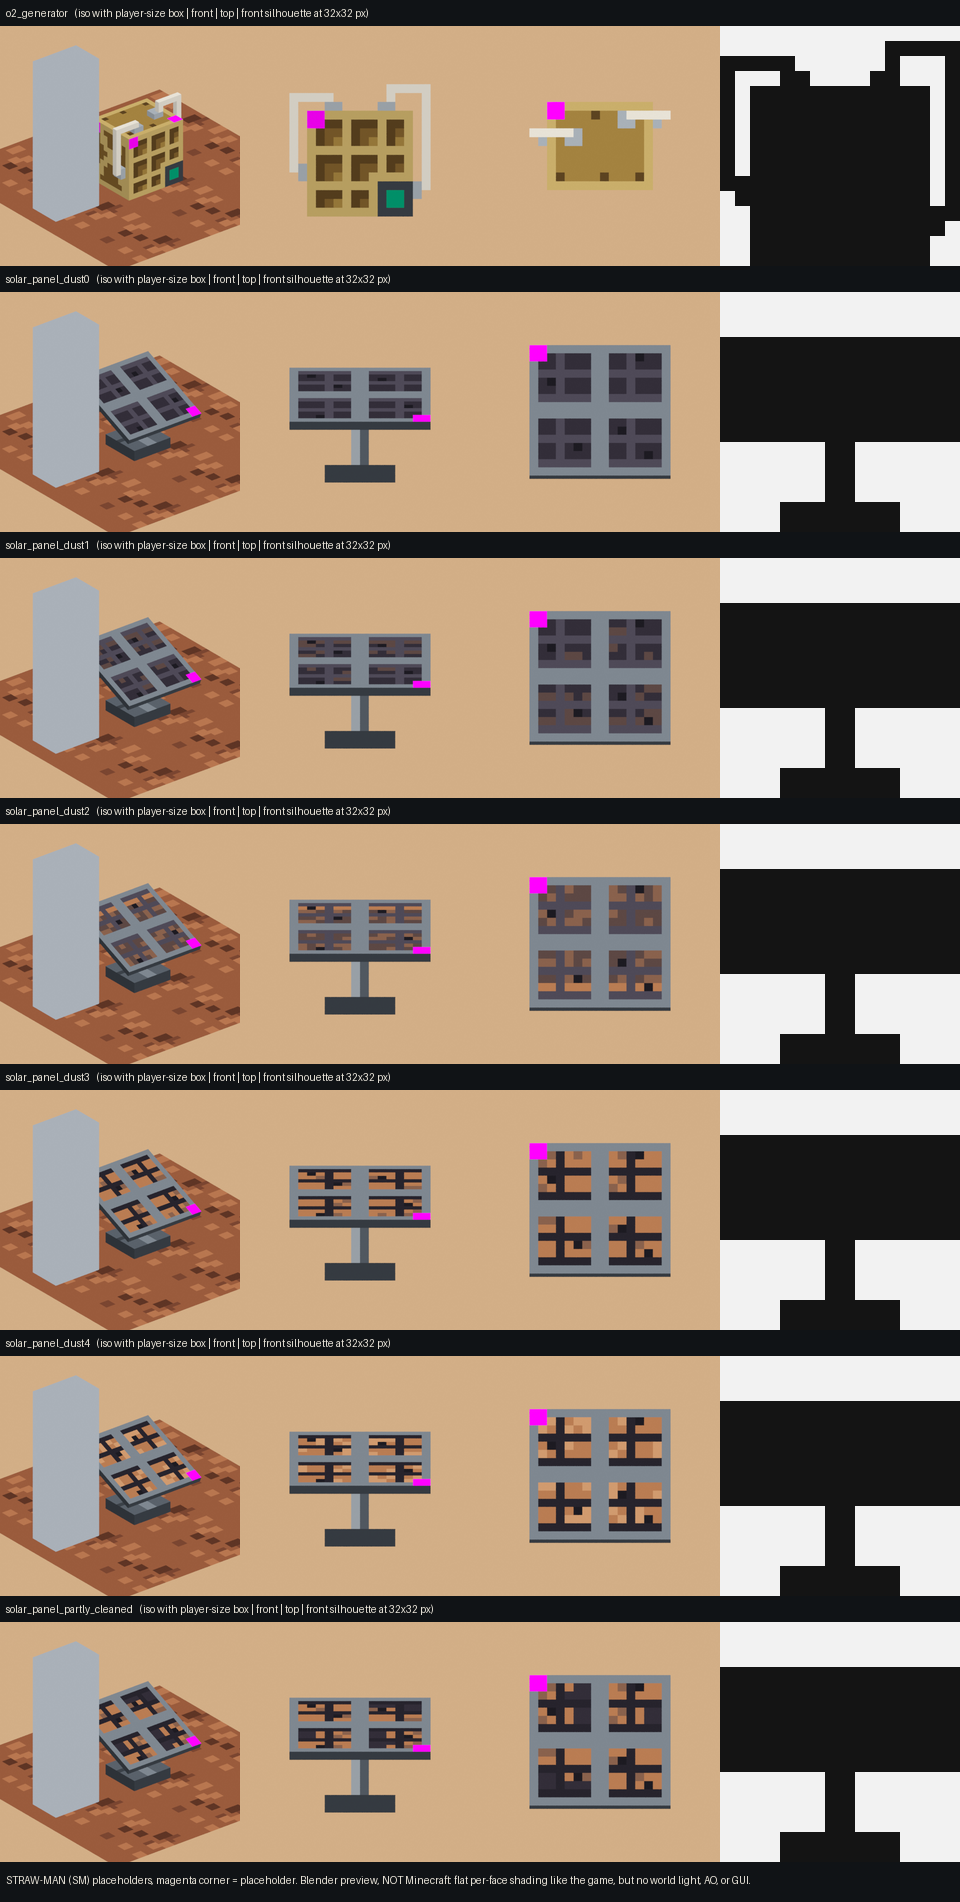 o2_generator (iso with player-size box | front | top | front silhouette at 32x32 px)
solar_panel_dust0 (iso with player-size box | front | top | front silhouette at 32x32 px)
solar_panel_dust1 (iso with player-size box | front | top | front silhouette at 32x32 px)
solar_panel_dust2 (iso with player-size box | front | top | front silhouette at 32x32 px)
solar_panel_dust3 (iso with player-size box | front | top | front silhouette at 32x32 px)
solar_panel_dust4 (iso with player-size box | front | top | front silhouette at 32x32 px)
solar_panel_partly_cleaned (iso with player-size box | front | top | front silhouette at 32x32 px)
STRAW-MAN (SM) placeholders, magenta corner = placeholder. Blender preview, NOT Minecraft: flat per-face shading like the game, but no world light, AO, or GUI.